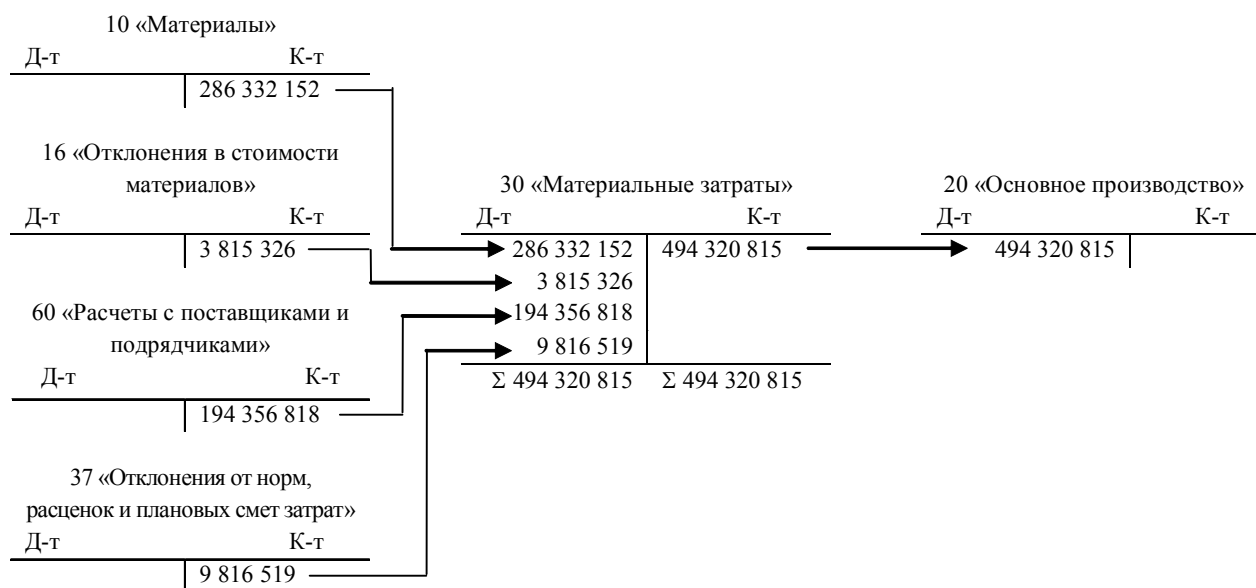 10 «Материалы»
Д-т К-т
286 332 152
16 «Отклонения в стоимости
материалов»
Д-т К-т
3 815 326
60 «Расчеты с поставщиками и
подрядчиками»
Д-т К-т
194 356 818
37 «Отклонения от норм,
расценок и плановых смет затрат»
Д-т К-т
9 816 519
30 «Материальные затраты»
Д-т К-т
286 332 152 494 320 815
3 815 326
194 356 818
9 816 519
Σ 494 320 815 Σ 494 320 815
20 «Основное производство»
Д-т К-т
494 320 815